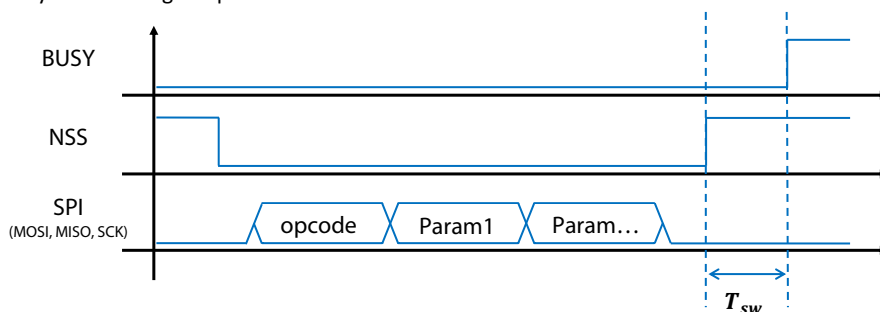 BUSY
NSS
SPI
(MOSI, MISO, SCK)
opcode Param1 Param...
T_sw